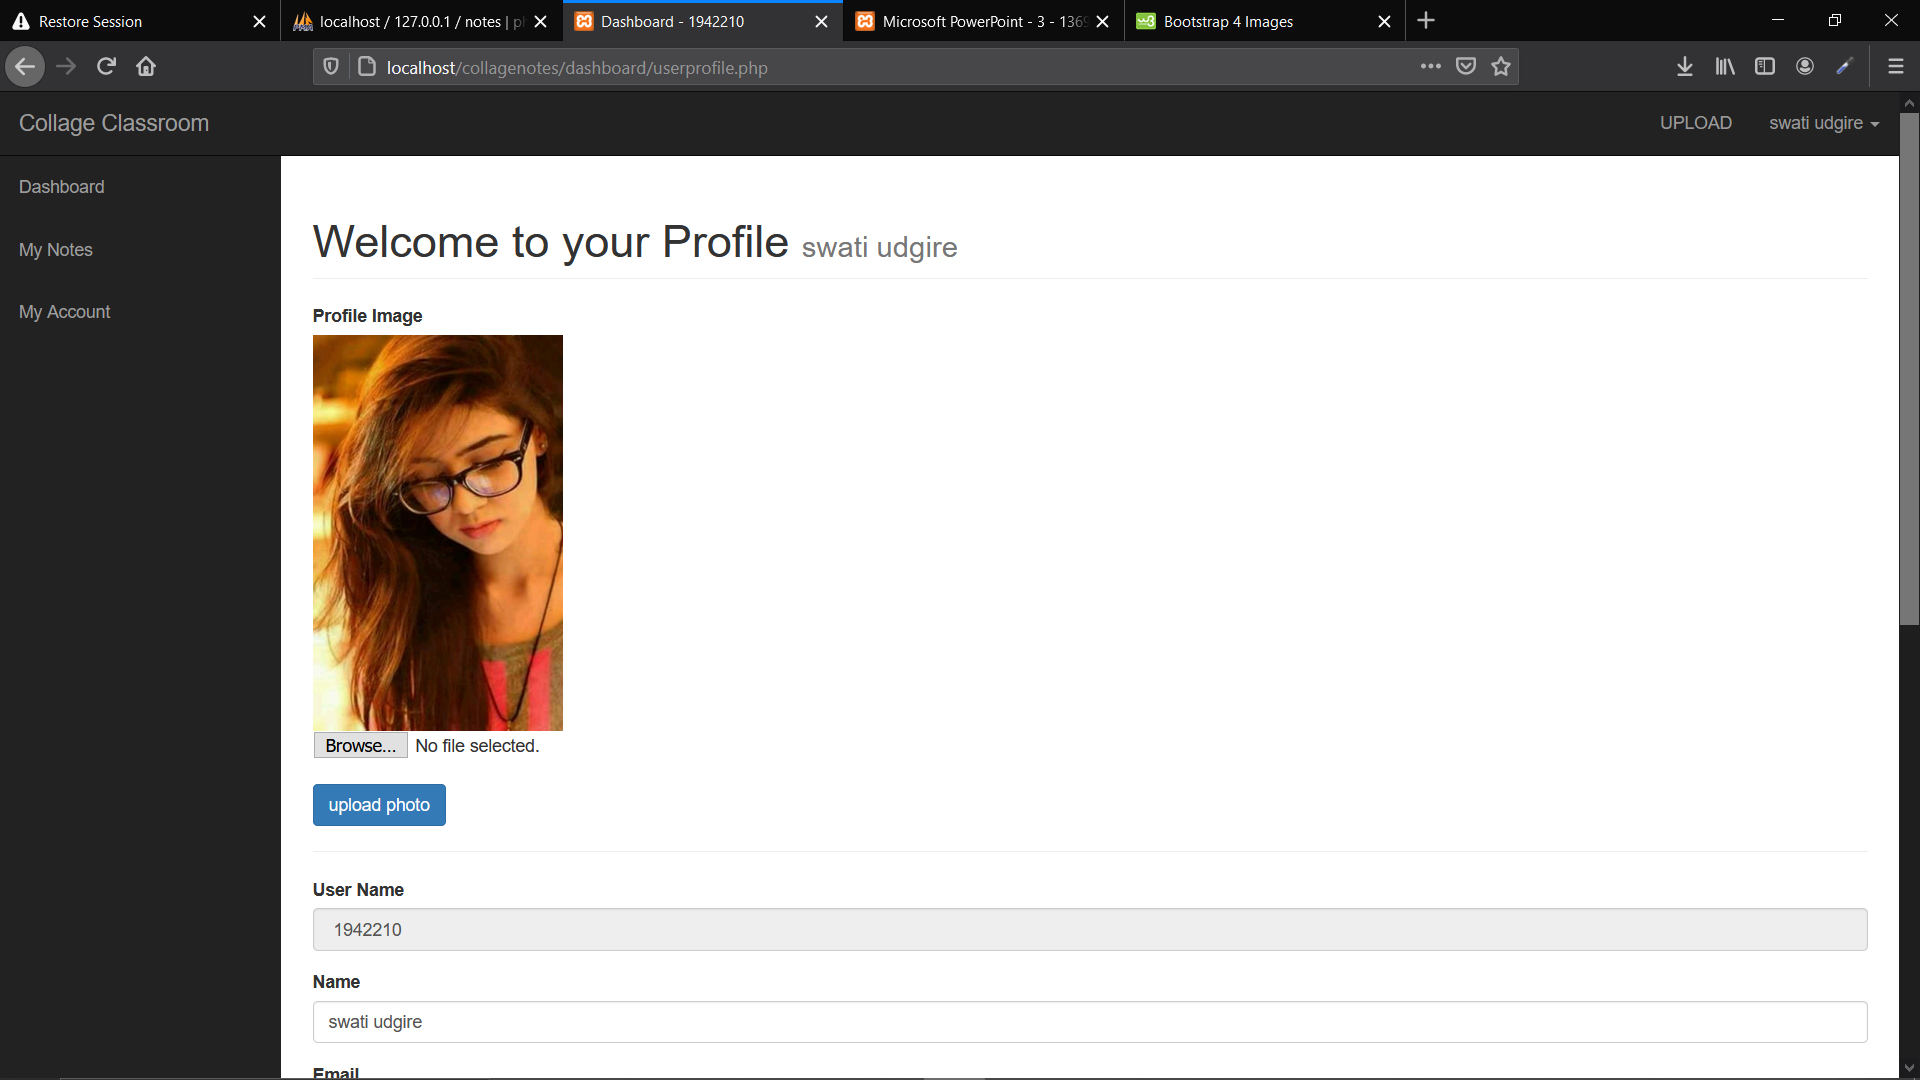 Restore Session
localhost / 127.0.0.1 / notes | ph
Dashboard - 1942210
Microsoft PowerPoint - 3 - 1369
Bootstrap 4 Images
localhost/collagenotes/dashboard/userprofile.php
Collage Classroom
UPLOAD
swati udgire
Dashboard
My Notes
My Account
Welcome to your Profile swati udgire
Profile Image
Browse... No file selected.
upload photo
User Name
1942210
Name
swati udgire
Email